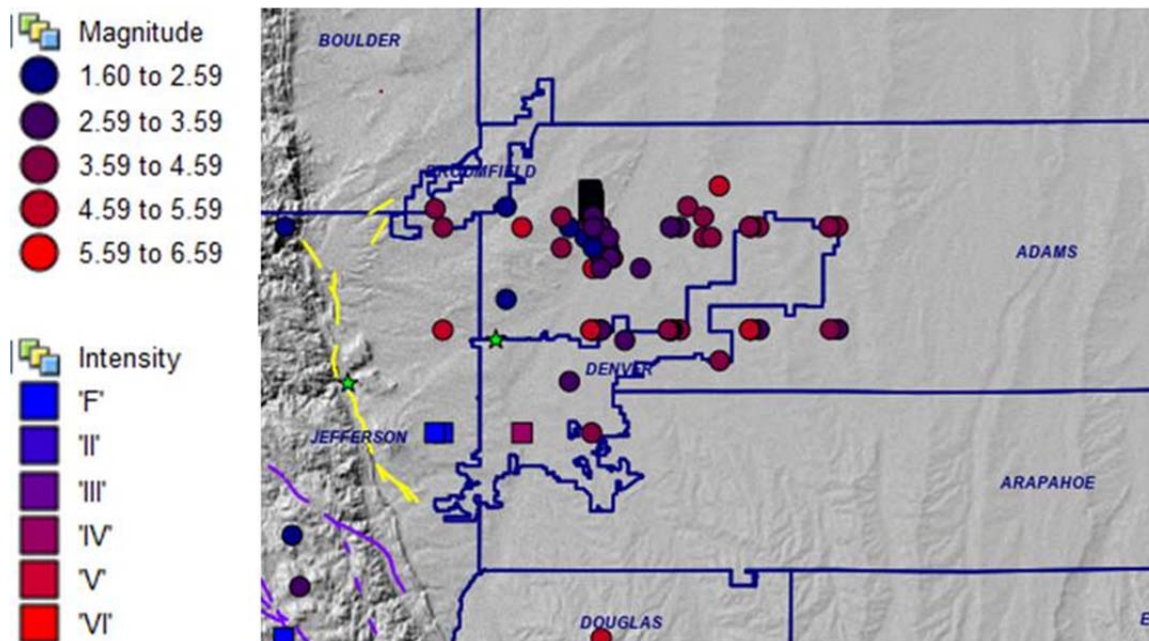 Magnitude
1.60 to 2.59
2.59 to 3.59
3.59 to 4.59
4.59 to 5.59
5.59 to 6.59
Intensity
'F'
'II'
'III'
'IV'
'V'
'VI'
BOULDER
BROOMFIELD
ADAMS
DENVER
JEFFERSON
ARAPAHOE
DOUGLAS
E